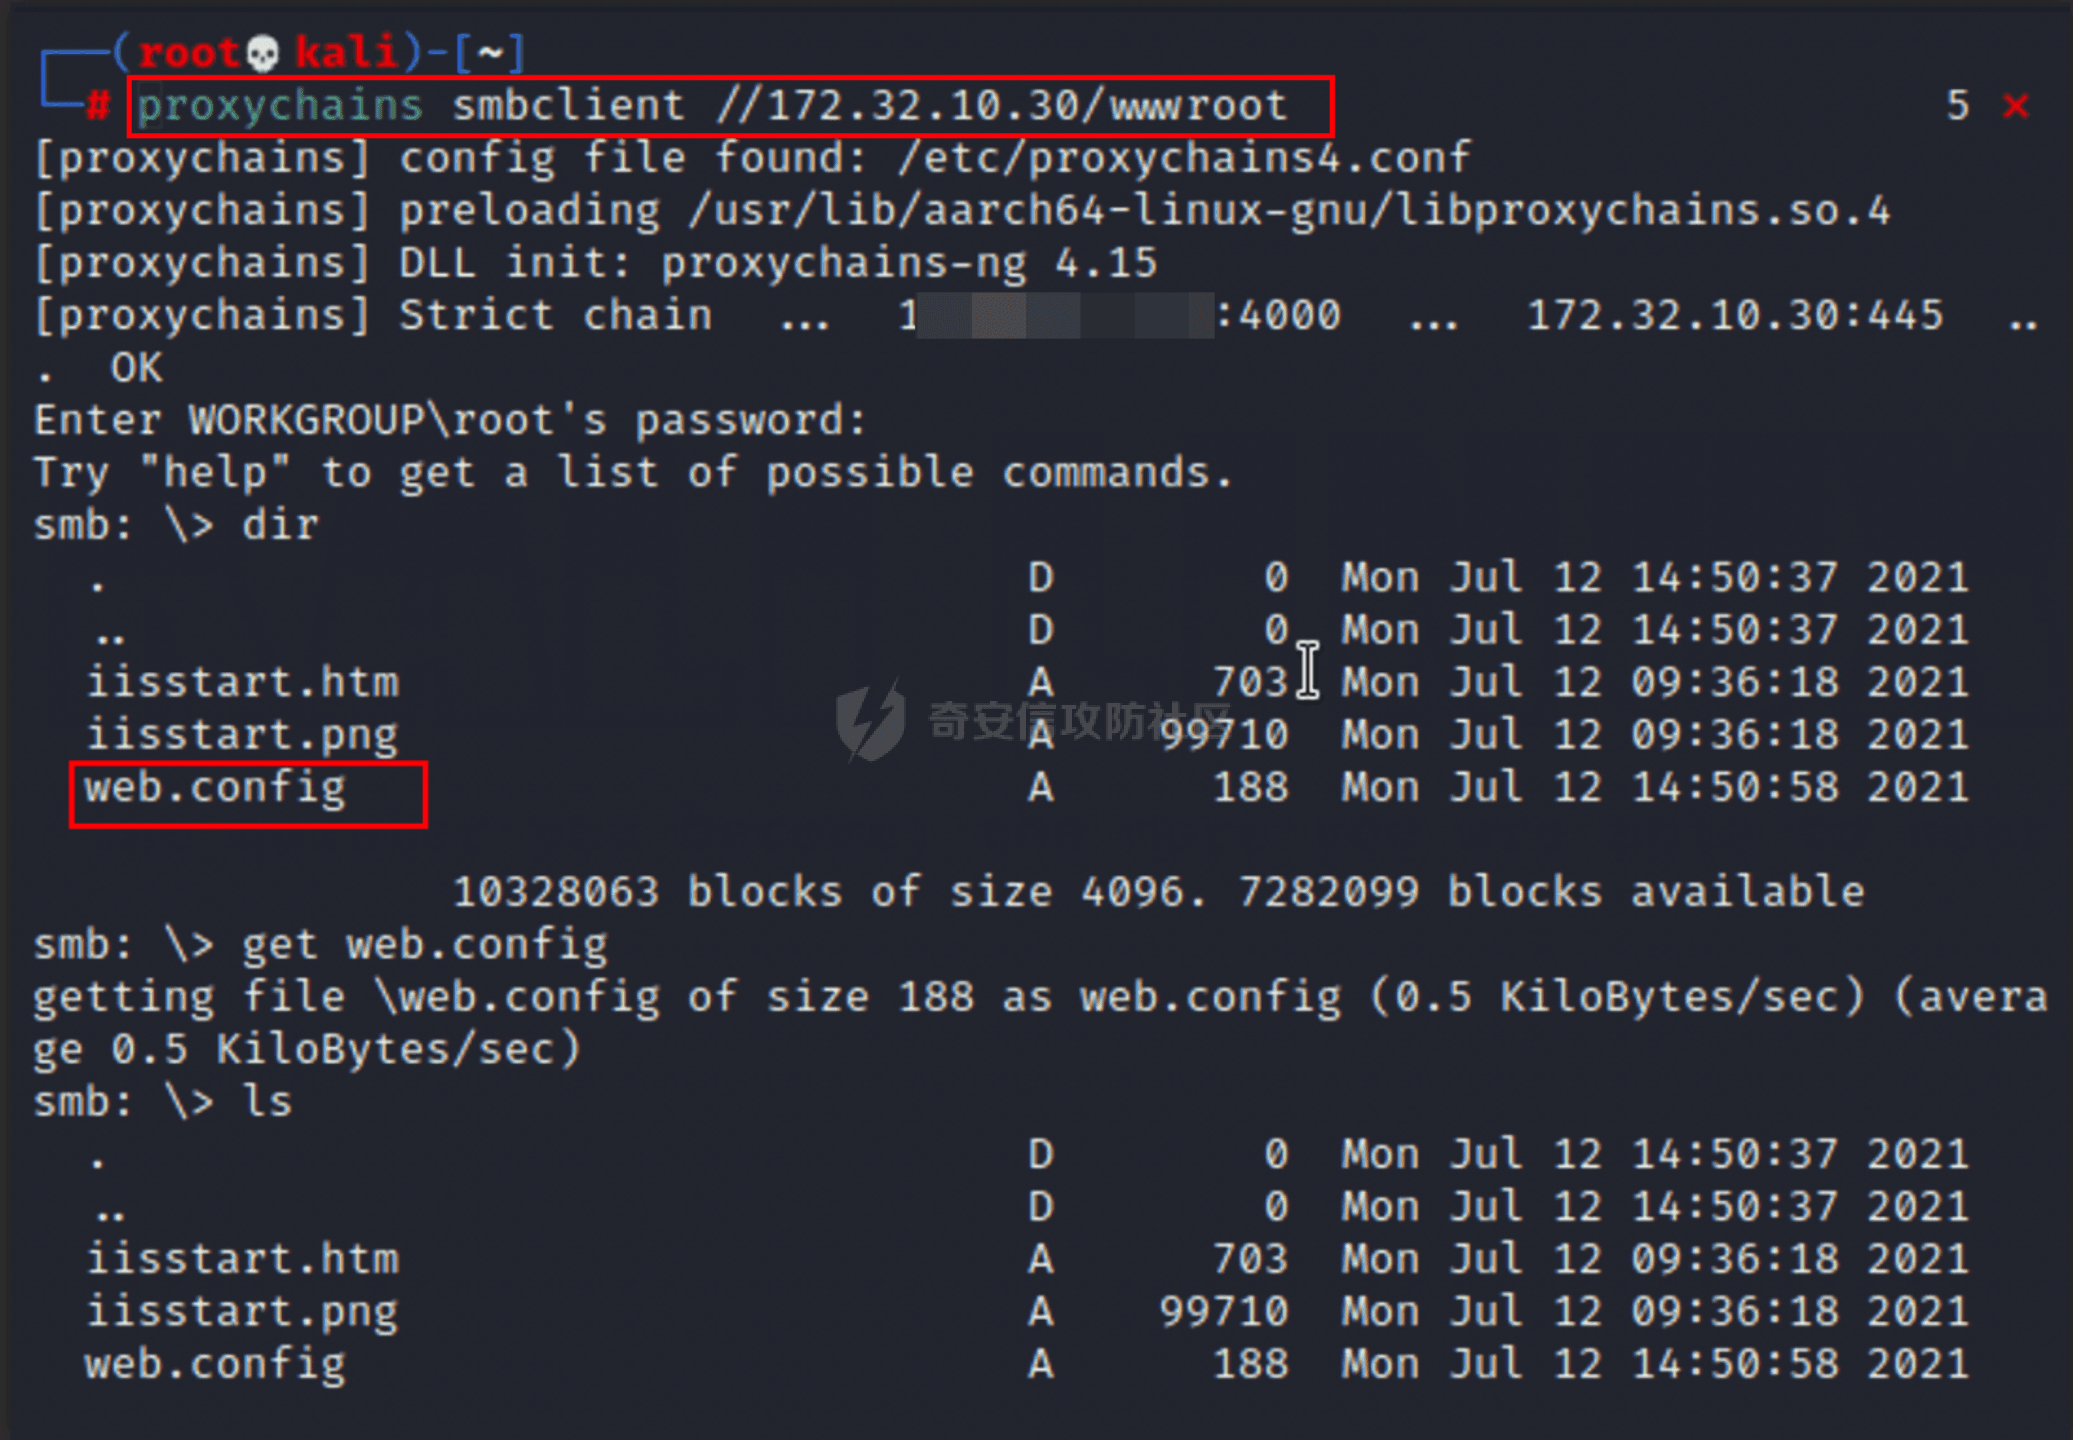 (root💀kali)-[~]
# proxychains smbclient //172.32.10.30/wwwroot 5 ⨯
[proxychains] config file found: /etc/proxychains4.conf
[proxychains] preloading /usr/lib/aarch64-linux-gnu/libproxychains.so.4
[proxychains] DLL init: proxychains-ng 4.15
[proxychains] Strict chain ... 1 :4000 ... 172.32.10.30:445 ..
. OK
Enter WORKGROUP\root's password:
Try "help" to get a list of possible commands.
smb: \> dir
. D 0 Mon Jul 12 14:50:37 2021
.. D 0 Mon Jul 12 14:50:37 2021
iisstart.htm A 703 Mon Jul 12 09:36:18 2021
奇安信攻防社区
iisstart.png A 99710 Mon Jul 12 09:36:18 2021
web.config A 188 Mon Jul 12 14:50:58 2021
10328063 blocks of size 4096. 7282099 blocks available
smb: \> get web.config
getting file \web.config of size 188 as web.config (0.5 KiloBytes/sec) (avera
ge 0.5 KiloBytes/sec)
smb: \> ls
. D 0 Mon Jul 12 14:50:37 2021
.. D 0 Mon Jul 12 14:50:37 2021
iisstart.htm A 703 Mon Jul 12 09:36:18 2021
iisstart.png A 99710 Mon Jul 12 09:36:18 2021
web.config A 188 Mon Jul 12 14:50:58 2021